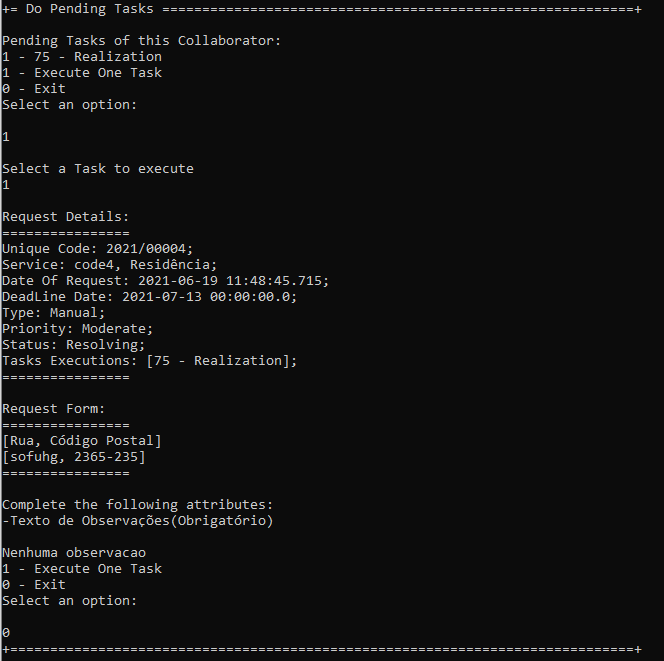 += Do Pending Tasks ===========================================================+
Pending Tasks of this Collaborator:
1 - 75 - Realization
1 - Execute One Task
0 - Exit
Select an option:
1
Select a Task to execute
1
Request Details:
================
Unique Code: 2021/00004;
Service: code4, Residência;
Date Of Request: 2021-06-19 11:48:45.715;
DeadLine Date: 2021-07-13 00:00:00.0;
Type: Manual;
Priority: Moderate;
Status: Resolving;
Tasks Executions: [75 - Realization];
================
Request Form:
================
[Rua, Código Postal]
[sofuhg, 2365-235]
================
Complete the following attributes:
-Texto de Observações(Obrigatório)
Nenhuma observacao
1 - Execute One Task
0 - Exit
Select an option:
0
+==============================================================================+